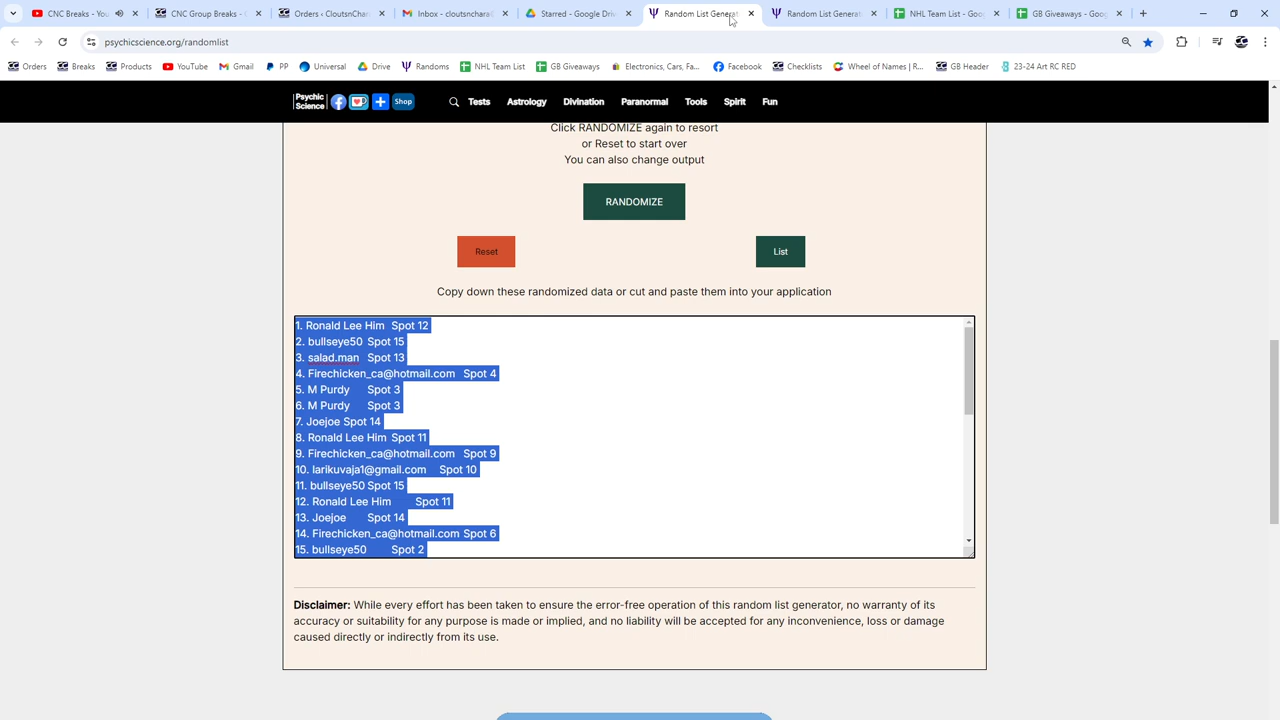 CNC Breaks - You
CNC Group Breaks -
Orders < CloutsnChar
Inbox - cloutsnchara
Starred - Google Driv
Random List Generat
Random List Generat
NHL Team List - Goo
GB Giveaways - Goog
psychicscience.org/randomlist
Orders
Breaks
Products
YouTube
Gmail
PP
Universal
Drive
Randoms
NHL Team List
GB Giveaways
Electronics, Cars, Fa...
Facebook
Checklists
Wheel of Names | R...
GB Header
23-24 Art RC RED
Psychic Science
Shop
Tests
Astrology
Divination
Paranormal
Tools
Spirit
Fun
Click RANDOMIZE again to resort
or Reset to start over
You can also change output
RANDOMIZE
Reset
List
Copy down these randomized data or cut and paste them into your application
1. Ronald Lee Him Spot 12
2. bullseye50 Spot 15
3. salad.man Spot 13
4. Firechicken_ca@hotmail.com Spot 4
5. M Purdy Spot 3
6. M Purdy Spot 3
7. Joejoe Spot 14
8. Ronald Lee Him Spot 11
9. Firechicken_ca@hotmail.com Spot 9
10. larikuvaja1@gmail.com Spot 10
11. bullseye50 Spot 15
12. Ronald Lee Him Spot 11
13. Joejoe Spot 14
14. Firechicken_ca@hotmail.com Spot 6
15. bullseye50 Spot 2
Disclaimer: While every effort has been taken to ensure the error-free operation of this random list generator, no warranty of its
accuracy or suitability for any purpose is made or implied, and no liability will be accepted for any inconvenience, loss or damage
caused directly or indirectly from its use.